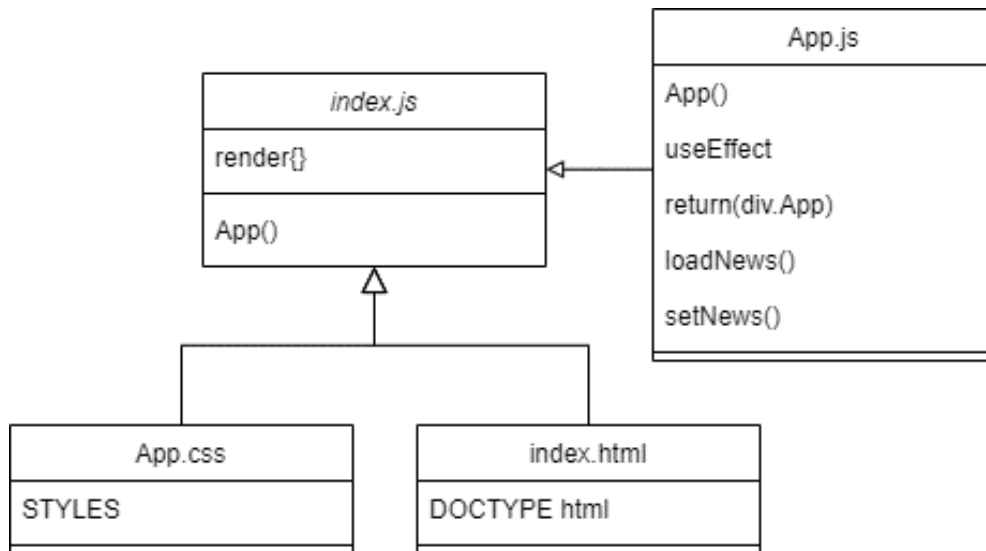 index.js
render{}
App()
App.js
App()
useEffect
return(div.App)
loadNews()
setNews()
App.css
STYLES
index.html
DOCTYPE html